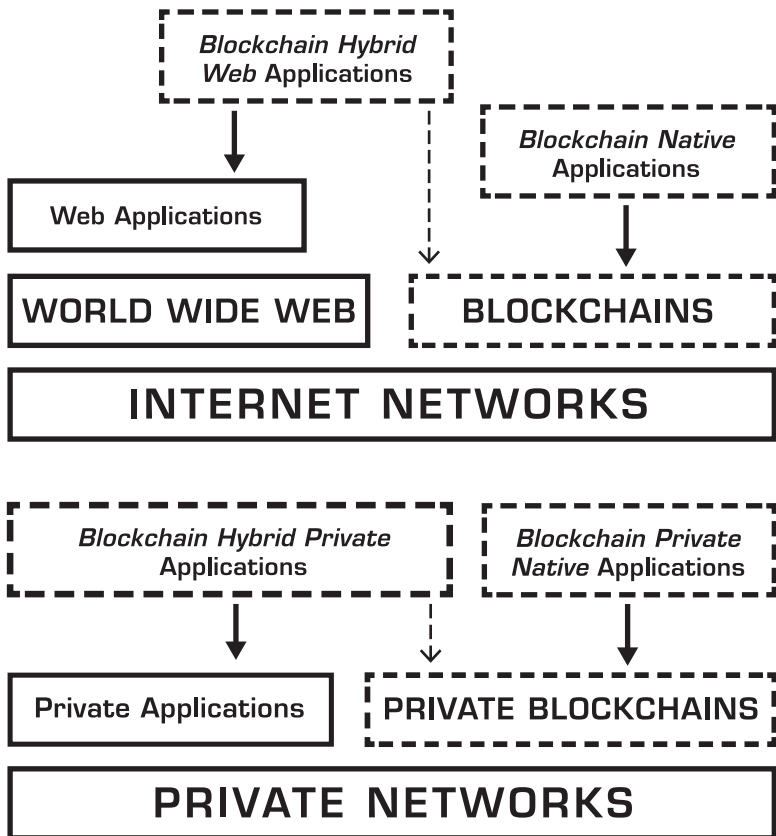 Blockchain Hybrid
Web Applications
Blockchain Native
Applications
Web Applications
WORLD WIDE WEB
BLOCKCHAINS
INTERNET NETWORKS
Blockchain Hybrid Private
Applications
Blockchain Private
Native Applications
Private Applications
PRIVATE BLOCKCHAINS
PRIVATE NETWORKS